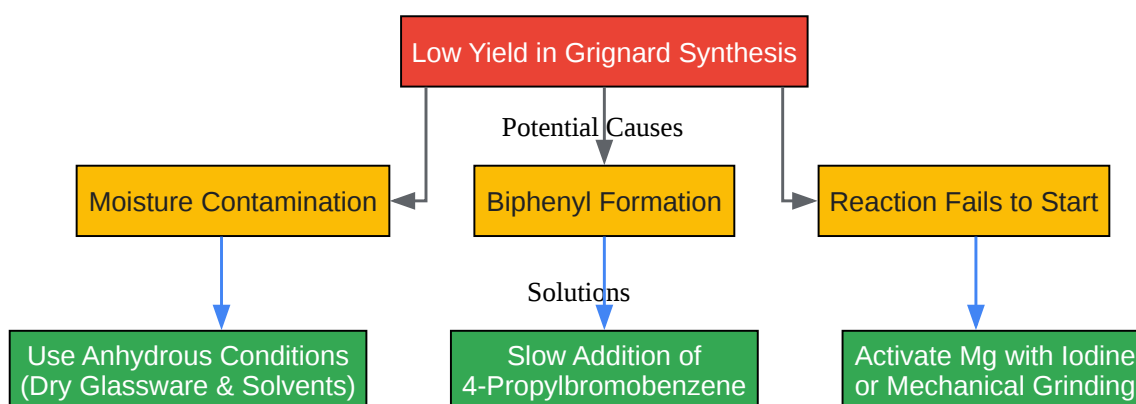 Low Yield in Grignard Synthesis
Potential Causes
Moisture Contamination
Biphenyl Formation
Reaction Fails to Start
Solutions
Use Anhydrous Conditions
(Dry Glassware & Solvents)
Slow Addition of
4-Propylbromobenzene
Activate Mg with Iodine
or Mechanical Grinding